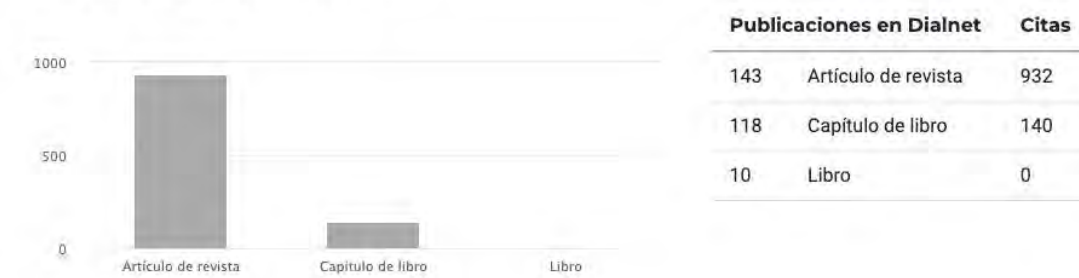 1000
500
0
Artículo de revista
Capítulo de libro
Libro
Publicaciones en Dialnet Citas
143 Artículo de revista 932
118 Capítulo de libro 140
10 Libro 0